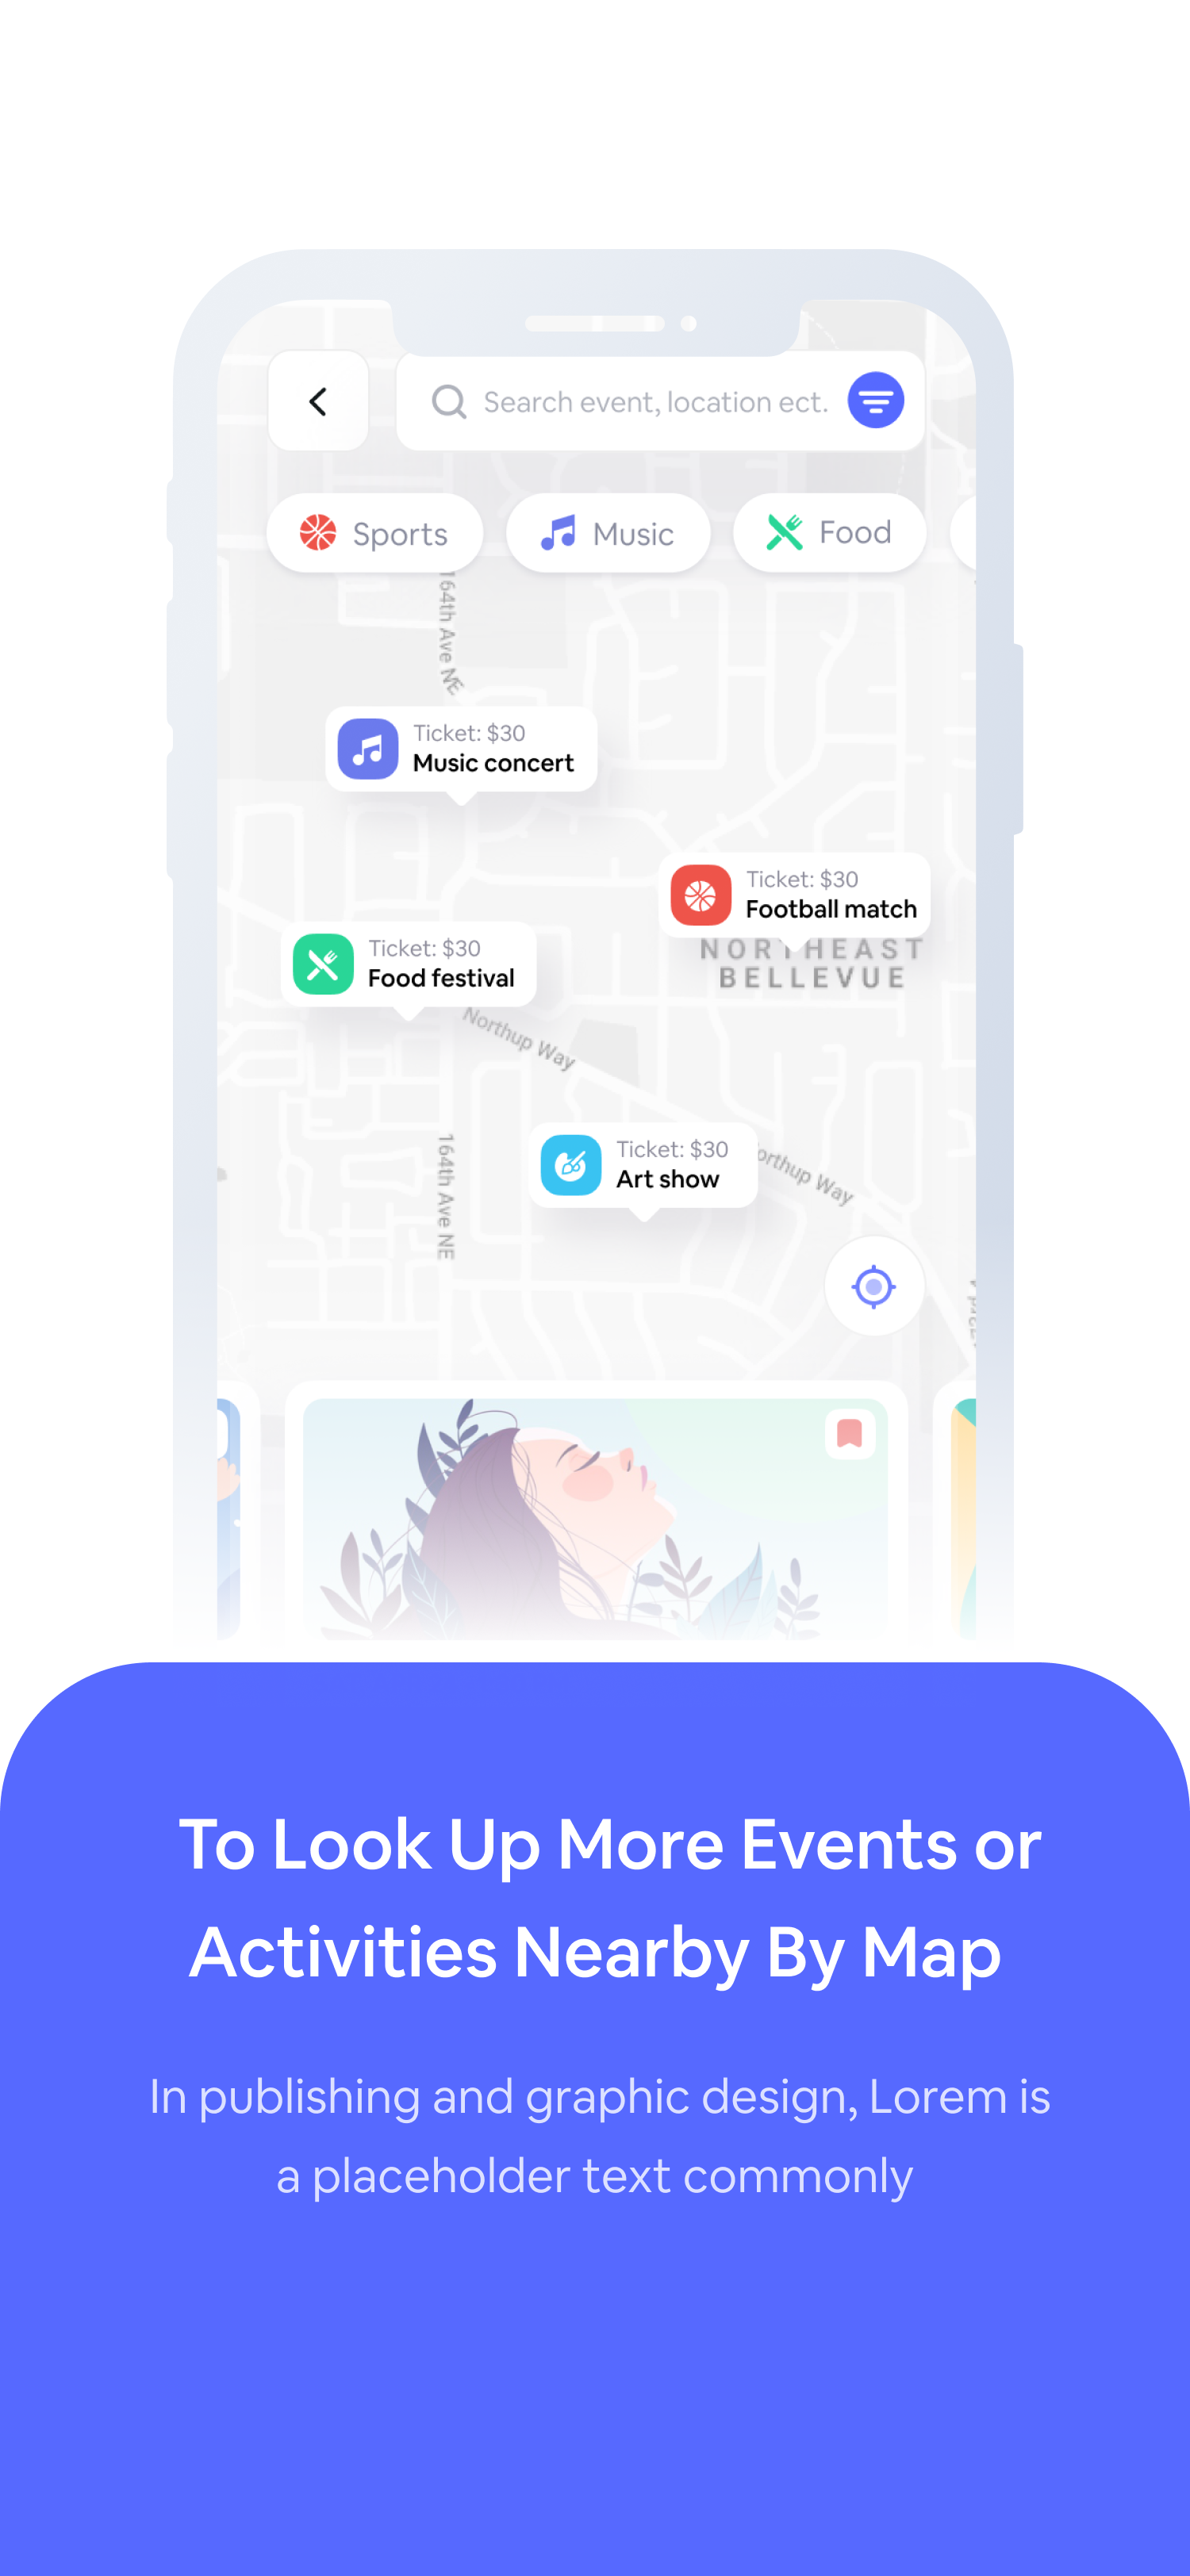 Search event, location ect.
Sports
Music
Food
164th Ave NE
Ticket: $30
Music concert
Ticket: $30
Football match
NORTHEAST
BELLEVUE
Ticket: $30
Food festival
Northup Way
Ticket: $30
Art show
orthup Way
164th Ave NE
To Look Up More Events or
Activities Nearby By Map
In publishing and graphic design, Lorem is
a placeholder text commonly